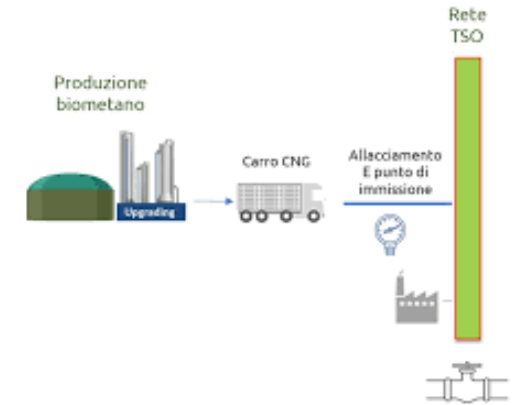 Rete
TSO
Produzione
biometano
Carro CNG
Allacciamento
E punto di
immissione
Upgrading